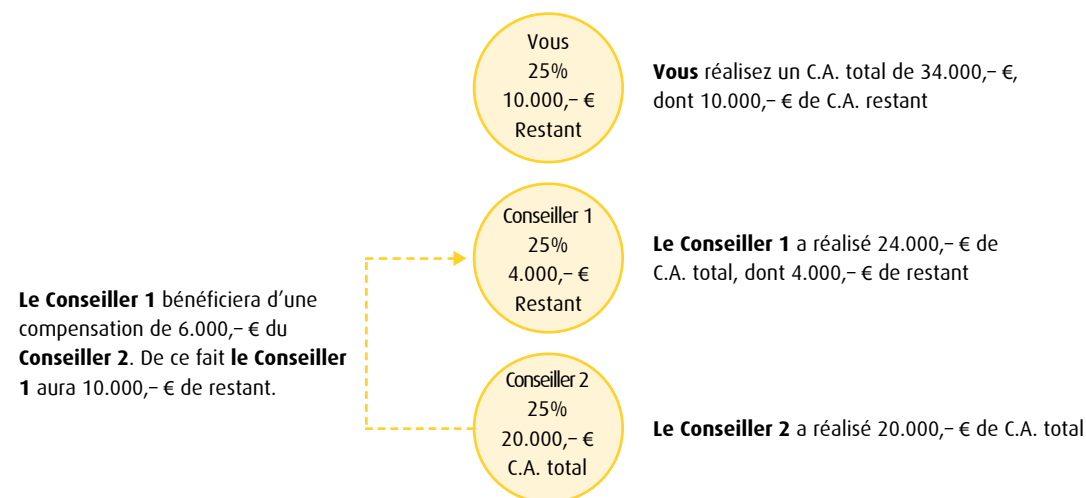 Vous
25%
10.000,– €
Restant
Vous réalisez un C.A. total de 34.000,– €,
dont 10.000,– € de C.A. restant
Conseiller 1
25%
4.000,– €
Restant
Le Conseiller 1 a réalisé 24.000,– € de
C.A. total, dont 4.000,– € de restant
Le Conseiller 1 bénéficiera d’une
compensation de 6.000,– € du
Conseiller 2. De ce fait le Conseiller
1 aura 10.000,– € de restant.
Conseiller 2
25%
20.000,– €
C.A. total
Le Conseiller 2 a réalisé 20.000,– € de C.A. total